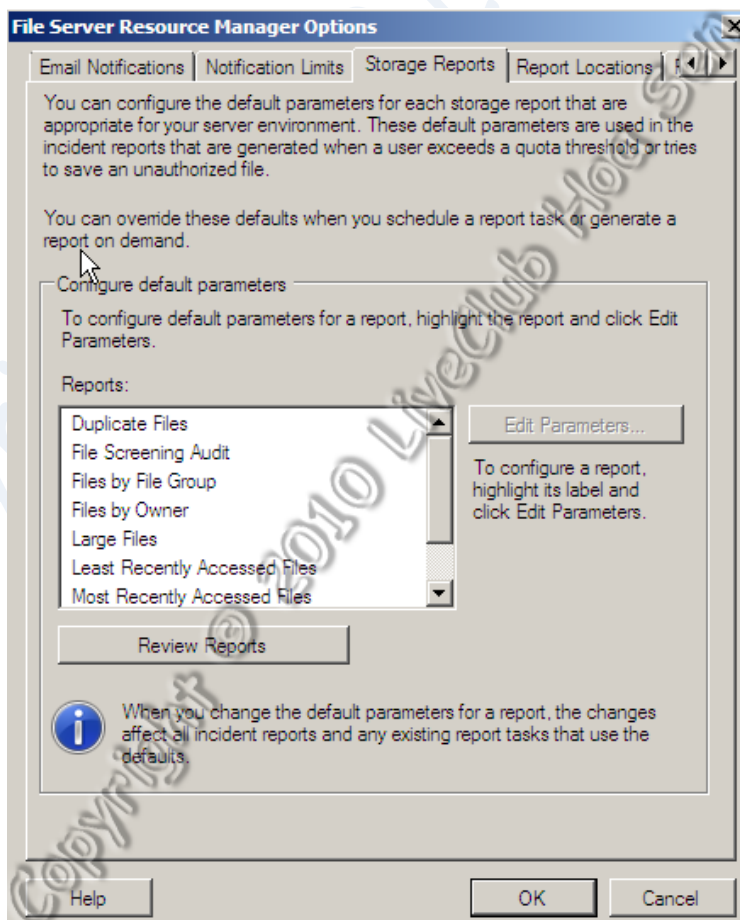 File Server Resource Manager Options
Email Notifications Notification Limits Storage Reports Report Locations
You can configure the default parameters for each storage report that are
appropriate for your server environment. These default parameters are used in the
incident reports that are generated when a user exceeds a quota threshold or tries
to save an unauthorized file.
You can override these defaults when you schedule a report task or generate a
report on demand.
Configure default parameters
To configure default parameters for a report, highlight the report and click Edit
Parameters.
Reports:
Duplicate Files
File Screening Audit
Files by File Group
Files by Owner
Large Files
Least Recently Accessed Files
Most Recently Accessed Files
Edit Parameters...
To configure a report,
highlight its label and
click Edit Parameters.
Review Reports
When you change the default parameters for a report, the changes
affect all incident reports and any existing report tasks that use the
defaults.
Help OK Cancel
Copyright © 2010 LiveClub Hoa sen